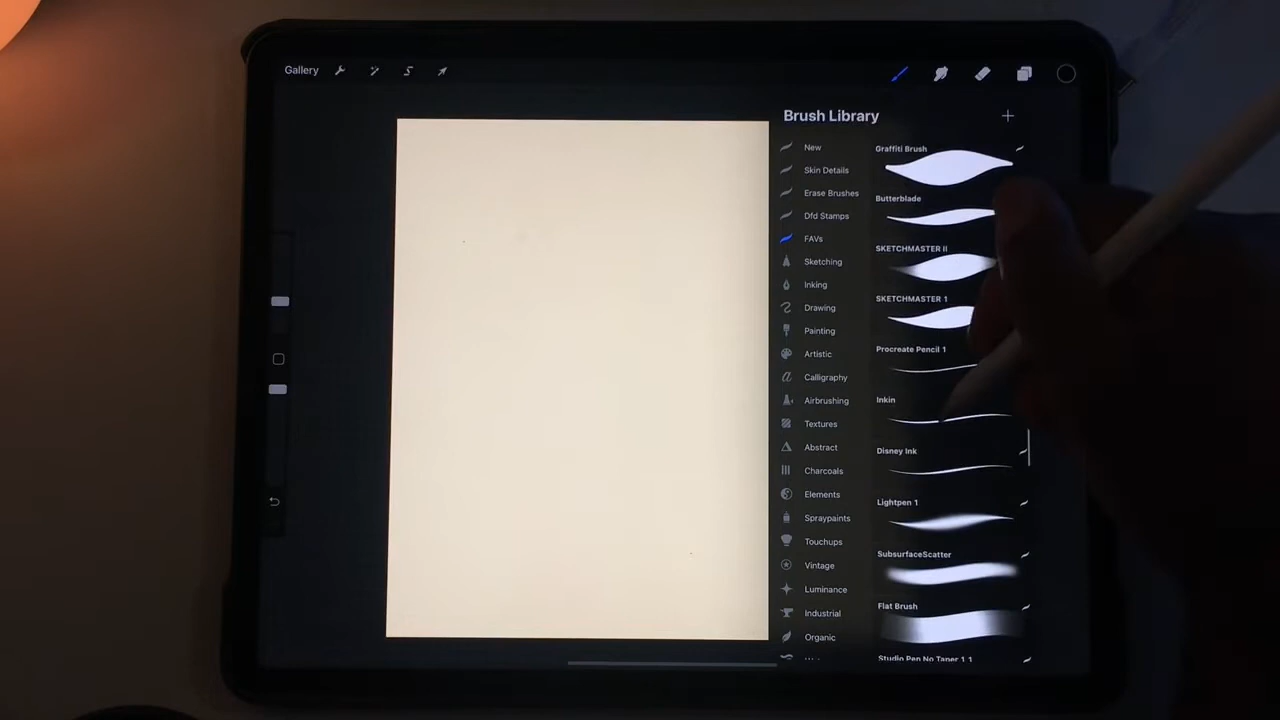 Gallery
Brush Library
New
Skin Details
Erase Brushes
Dfd Stamps
FAVs
Sketching
Inking
Drawing
Painting
Artistic
Calligraphy
Airbrushing
Textures
Abstract
Charcoals
Elements
Spraypaints
Touchups
Vintage
Luminance
Industrial
Organic
Graffiti Brush
Butterblade
SKETCHMASTER II
SKETCHMASTER 1
Procreate Pencil 1
Inkin
Disney Ink
Lightpen 1
SubsurfaceScatter
Flat Brush
Studio Pen No Taper 1 1